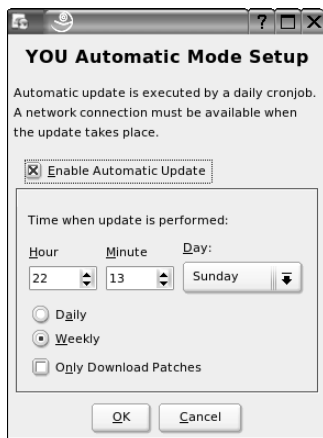 YOU Automatic Mode Setup
Automatic update is executed by a daily cronjob.
A network connection must be available when
the update takes place.
Enable Automatic Update
Time when update is performed:
Hour Minute Day:
22 13 Sunday
Daily
Weekly
Only Download Patches
OK Cancel